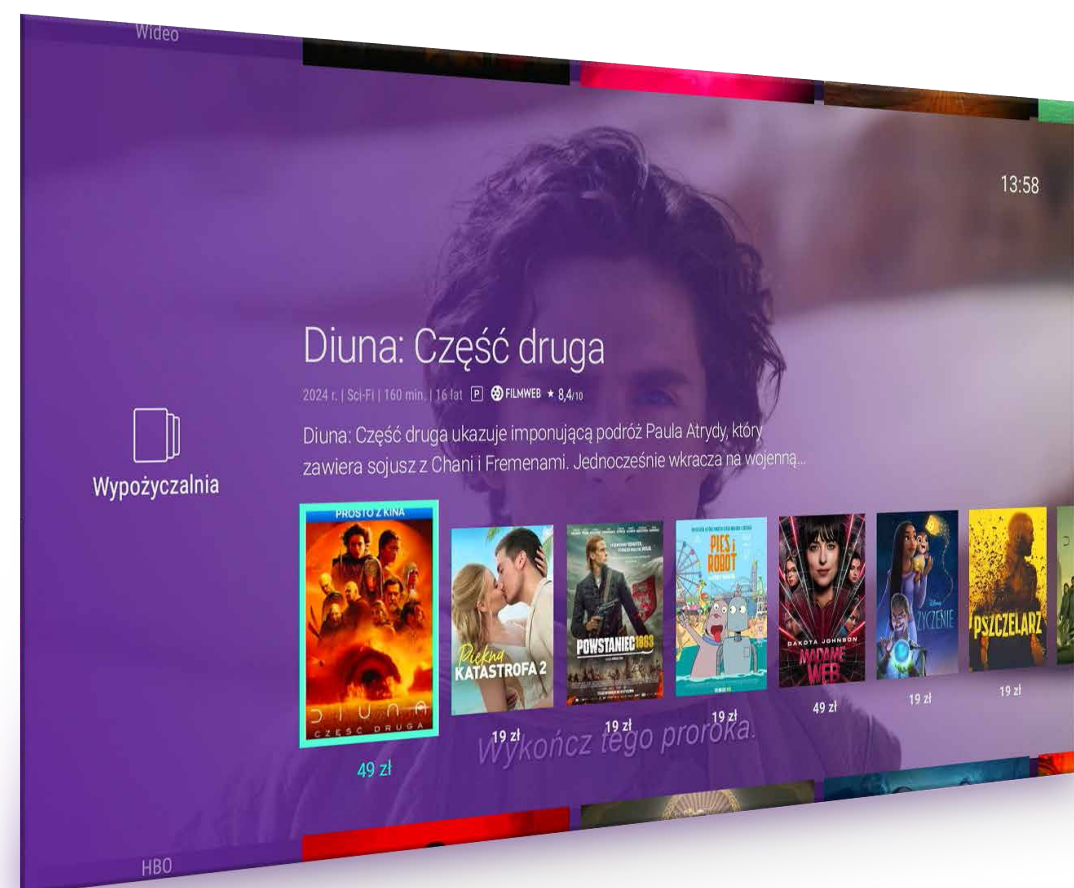 Wideo
13:58
Diuna: Część druga
2024 r. | Sci-Fi | 160 min. | 16 lat P FILMWEB ★ 8,4/10
Diuna: Część druga ukazuje imponującą podróż Paula Atrydy, który
zawiera sojusz z Chani i Fremenami. Jednocześnie wkracza na wojenną...
Wypożyczalnia
PROSTO Z KINA
DIUNA
CZĘŚĆ DRUGA
49 zł
Piękna
KATASTROFA 2
19 zł
POWSTANIEC 1863
19 zł
PIES i
ROBOT
19 zł
DAKOTA JOHNSON
MADAME
WEB
49 zł
Disney
ŻYCZENIE
19 zł
PSZCZELARZ
19 zł
Wykończ tego proroka.
HBO